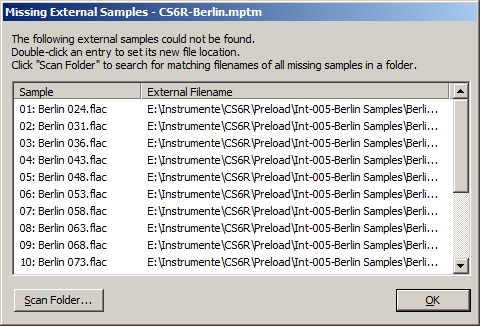 Missing External Samples - CS6R-Berlin.mptm
The following external samples could not be found.
Double-click an entry to set its new file location.
Click "Scan Folder" to search for matching filenames of all missing samples in a folder.
Sample External Filename
01: Berlin 024.flac E:\Instrumente\CS6R\Preload\Int-005-Berlin Samples\Berli...
02: Berlin 031.flac E:\Instrumente\CS6R\Preload\Int-005-Berlin Samples\Berli...
03: Berlin 036.flac E:\Instrumente\CS6R\Preload\Int-005-Berlin Samples\Berli...
04: Berlin 043.flac E:\Instrumente\CS6R\Preload\Int-005-Berlin Samples\Berli...
05: Berlin 048.flac E:\Instrumente\CS6R\Preload\Int-005-Berlin Samples\Berli...
06: Berlin 053.flac E:\Instrumente\CS6R\Preload\Int-005-Berlin Samples\Berli...
07: Berlin 058.flac E:\Instrumente\CS6R\Preload\Int-005-Berlin Samples\Berli...
08: Berlin 063.flac E:\Instrumente\CS6R\Preload\Int-005-Berlin Samples\Berli...
09: Berlin 068.flac E:\Instrumente\CS6R\Preload\Int-005-Berlin Samples\Berli...
10: Berlin 073.flac E:\Instrumente\CS6R\Preload\Int-005-Berlin Samples\Berli...
Scan Folder... OK